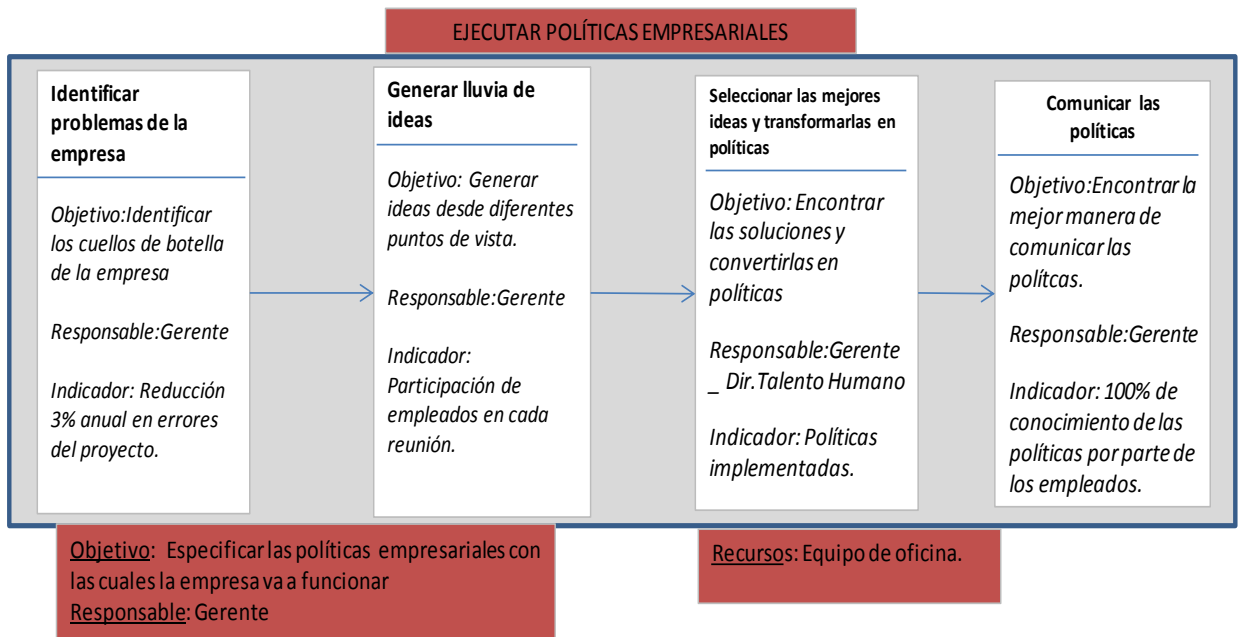 EJECUTAR POLÍTICAS EMPRESARIALES
Identificar
problemas de la
empresa
Objetivo:Identificar
los cuellos de botella
de la empresa
Responsable:Gerente
Indicador: Reducción
3% anual en errores
del proyecto.
Generar lluvia de
ideas
Objetivo: Generar
ideas desde diferentes
puntos de vista.
Responsable:Gerente
Indicador:
Participación de
empleados en cada
reunión.
Seleccionar las mejores
ideas y transformarlas en
políticas
Objetivo: Encontrar
las soluciones y
convertirlas en
políticas
Responsable:Gerente
_ Dir.Talento Humano
Indicador: Políticas
implementadas.
Comunicar las
políticas
Objetivo:Encontrar la
mejor manera de
comunicar las
polítcas.
Responsable:Gerente
Indicador: 100% de
conocimiento de las
políticas por parte de
los empleados.
Objetivo: Especificar las políticas empresariales con
las cuales la empresa va a funcionar
Responsable: Gerente
Recursos: Equipo de oficina.